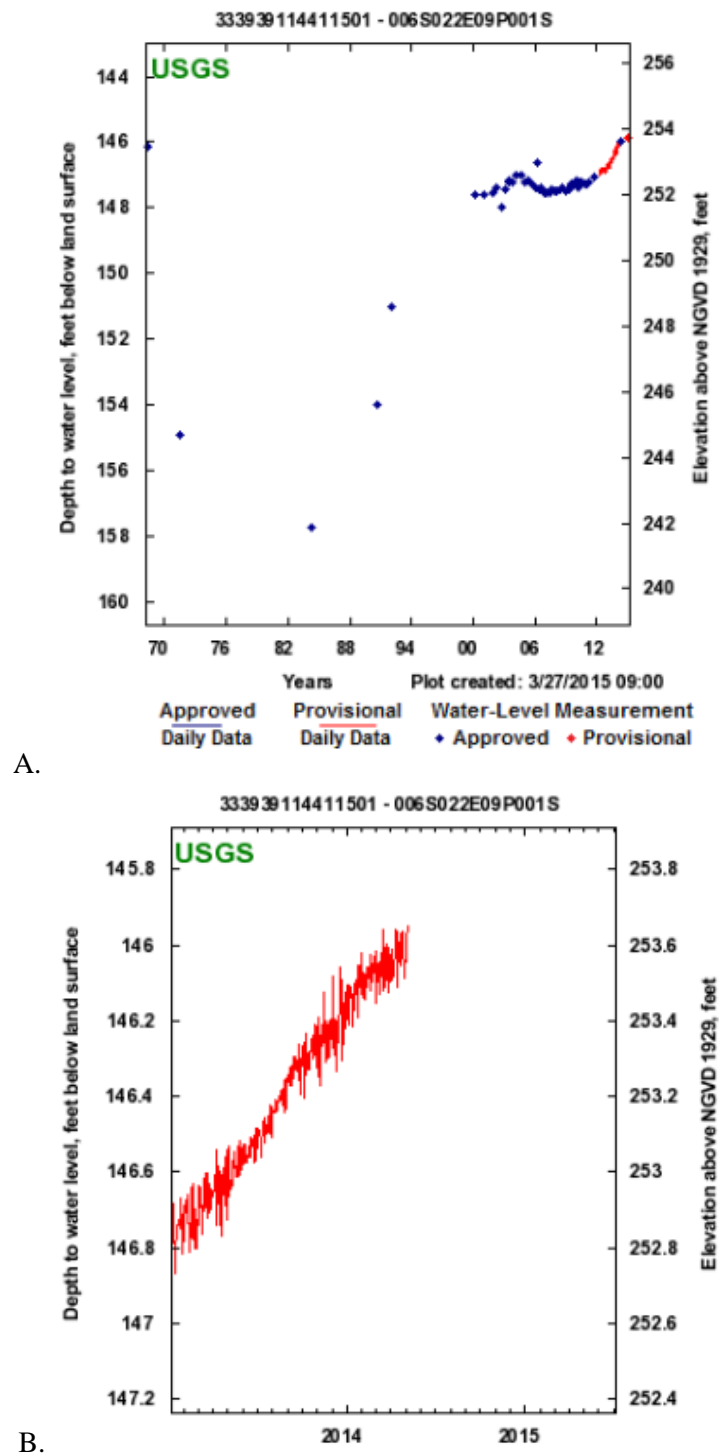 333939114411501 - 006S022E09P001S
USGS
Depth to water level, feet below land surface
144
146
148
150
152
154
156
158
160
256
254
252
250
248
246
244
242
240
Elevation above NGVD 1929, feet
70 76 82 88 94 00 06 12
Years Plot created: 3/27/2015 09:00
Approved Provisional Water-Level Measurement
Daily Data Daily Data Approved Provisional
A.
333939114411501 - 006S022E09P001S
USGS
Depth to water level, feet below land surface
145.8
146
146.2
146.4
146.6
146.8
147
147.2
253.8
253.6
253.4
253.2
253
252.8
252.6
252.4
Elevation above NGVD 1929, feet
2014 2015
B.